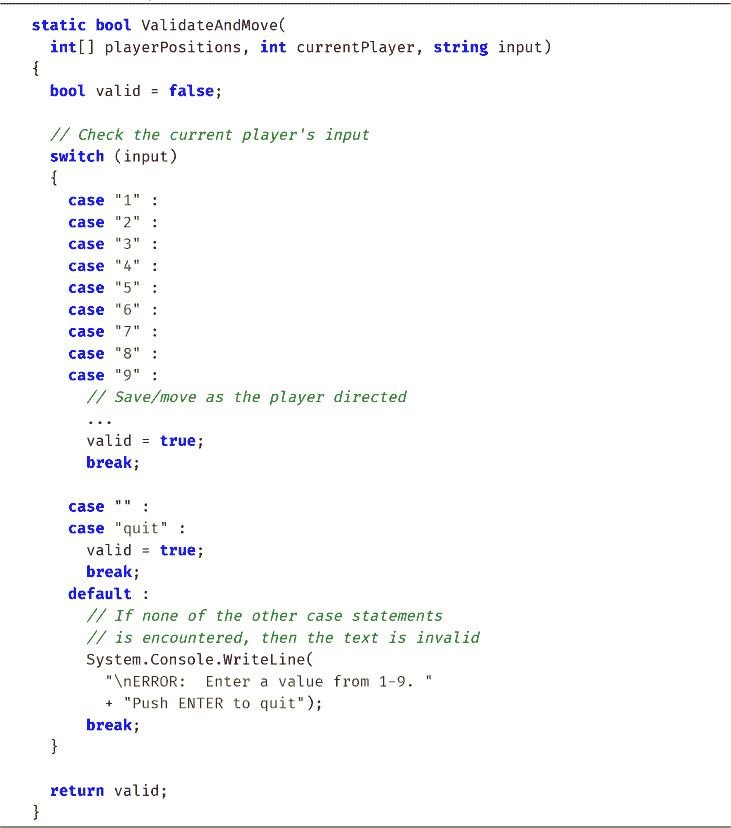 static bool ValidateAndMove(
  int[] playerPositions, int currentPlayer, string input)
{
  bool valid = false;

  // Check the current player's input
  switch (input)
  {
    case "1" :
    case "2" :
    case "3" :
    case "4" :
    case "5" :
    case "6" :
    case "7" :
    case "8" :
    case "9" :
      // Save/move as the player directed
      ...
      valid = true;
      break;

    case "" :
    case "quit" :
      valid = true;
      break;
    default :
      // If none of the other case statements
      // is encountered, then the text is invalid
      System.Console.WriteLine(
        "\nERROR:  Enter a value from 1-9. "
        + "Push ENTER to quit");
      break;
  }

  return valid;
}